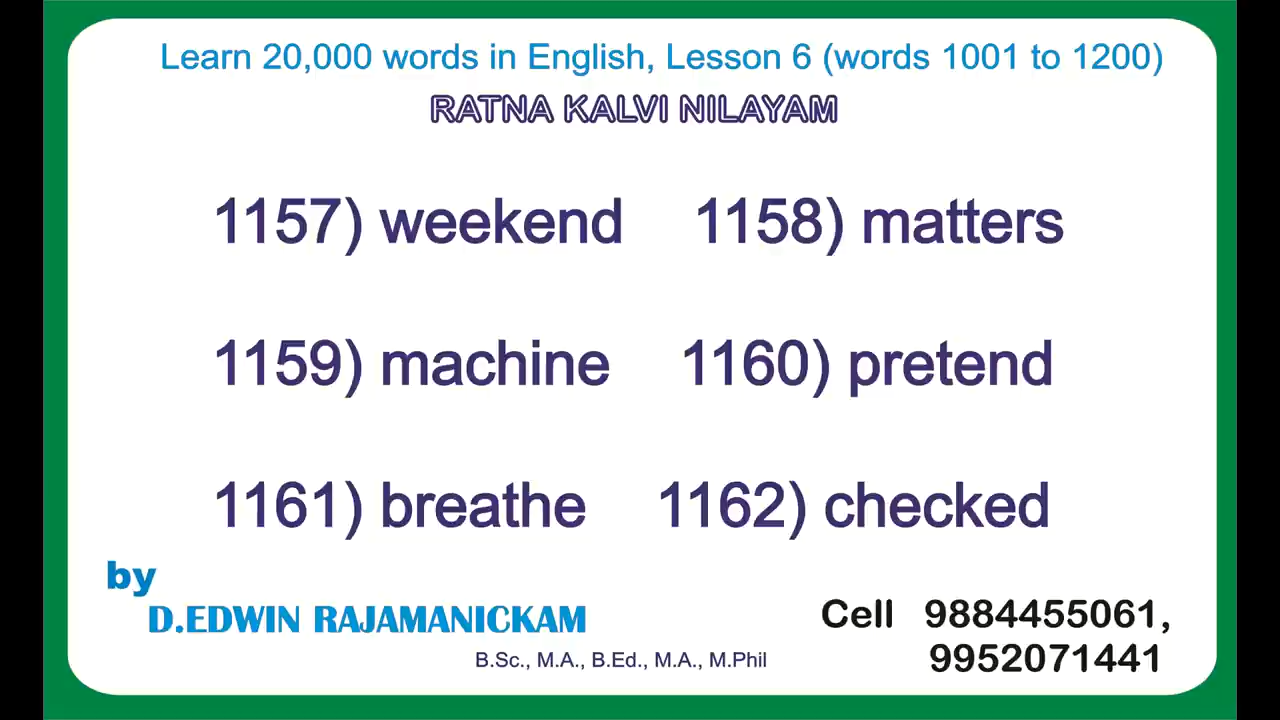 Learn 20,000 words in English, Lesson 6 (words 1001 to 1200)
RATNA KALVI NILAYAM
1157) weekend 1158) matters
1159) machine 1160) pretend
1161) breathe 1162) checked
by
D.EDWIN RAJAMANICKAM
B.Sc., M.A., B.Ed., M.A., M.Phil
Cell 9884455061,
9952071441